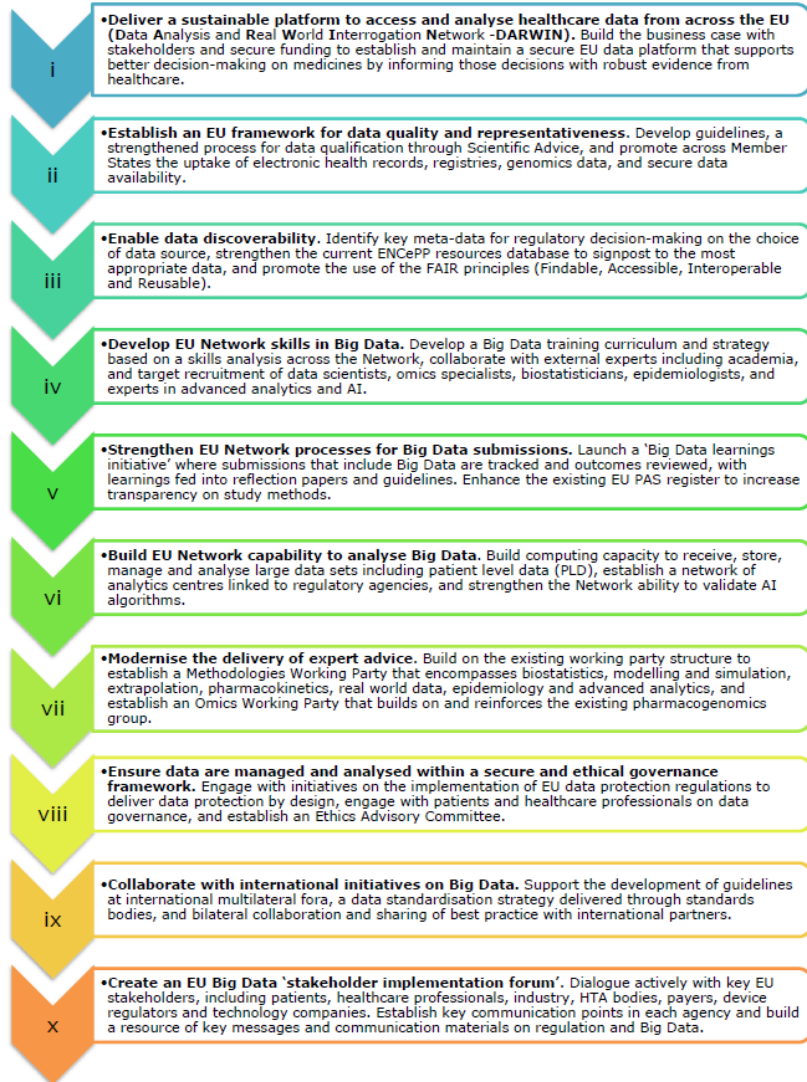 i
•Deliver a sustainable platform to access and analyse healthcare data from across the EU
(Data Analysis and Real World Interrogation Network -DARWIN). Build the business case with
stakeholders and secure funding to establish and maintain a secure EU data platform that supports
better decision-making on medicines by informing those decisions with robust evidence from
healthcare.
ii
•Establish an EU framework for data quality and representativeness. Develop guidelines, a
strengthened process for data qualification through Scientific Advice, and promote across Member
States the uptake of electronic health records, registries, genomics data, and secure data
availability.
iii
•Enable data discoverability. Identify key meta-data for regulatory decision-making on the choice
of data source, strengthen the current ENCePP resources database to signpost to the most
appropriate data, and promote the use of the FAIR principles (Findable, Accessible, Interoperable
and Reusable).
iv
•Develop EU Network skills in Big Data. Develop a Big Data training curriculum and strategy
based on a skills analysis across the Network, collaborate with external experts including academia,
and target recruitment of data scientists, omics specialists, biostatisticians, epidemiologists, and
experts in advanced analytics and AI.
v
•Strengthen EU Network processes for Big Data submissions. Launch a ‘Big Data learnings
initiative’ where submissions that include Big Data are tracked and outcomes reviewed, with
learnings fed into reflection papers and guidelines. Enhance the existing EU PAS register to increase
transparency on study methods.
vi
•Build EU Network capability to analyse Big Data. Build computing capacity to receive, store,
manage and analyse large data sets including patient level data (PLD), establish a network of
analytics centres linked to regulatory agencies, and strengthen the Network ability to validate AI
algorithms.
vii
•Modernise the delivery of expert advice. Build on the existing working party structure to
establish a Methodologies Working Party that encompasses biostatistics, modelling and simulation,
extrapolation, pharmacokinetics, real world data, epidemiology and advanced analytics, and
establish an Omics Working Party that builds on and reinforces the existing pharmacogenomics
group.
viii
•Ensure data are managed and analysed within a secure and ethical governance
framework. Engage with initiatives on the implementation of EU data protection regulations to
deliver data protection by design, engage with patients and healthcare professionals on data
governance, and establish an Ethics Advisory Committee.
ix
•Collaborate with international initiatives on Big Data. Support the development of guidelines
at international multilateral fora, a data standardisation strategy delivered through standards
bodies, and bilateral collaboration and sharing of best practice with international partners.
x
•Create an EU Big Data ‘stakeholder implementation forum’. Dialogue actively with key EU
stakeholders, including patients, healthcare professionals, industry, HTA bodies, payers, device
regulators and technology companies. Establish key communication points in each agency and build
a resource of key messages and communication materials on regulation and Big Data.